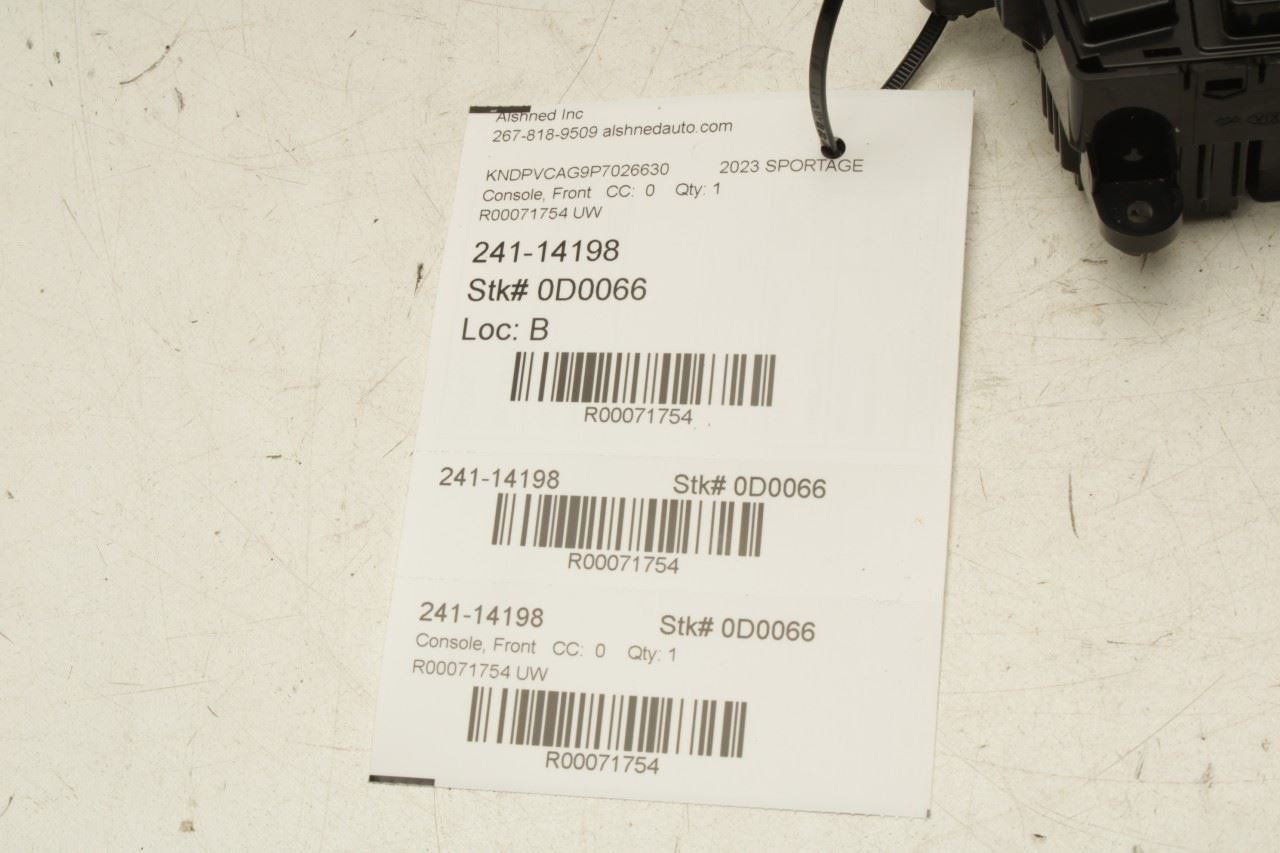 Alshned Inc
267-818-9509 alshnedauto.com
KNDPVCAG9P7026630 2023 SPORTAGE
Console, Front CC: 0 Qty: 1
R00071754 UW
241-14198
Stk# 0D0066
Loc: B
R00071754
241-14198 Stk# 0D0066
R00071754
241-14198 Stk# 0D0066
Console, Front CC: 0 Qty: 1
R00071754 UW
R00071754